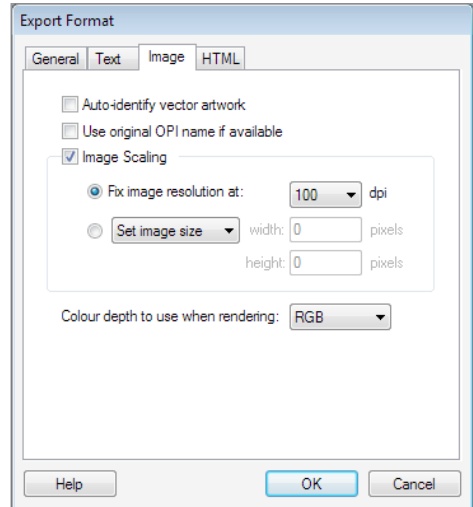 Export Format
General Text Image HTML
Auto-identify vector artwork
Use original OPI name if available
Image Scaling
Fix image resolution at: 100 dpi
Set image size width: 0 pixels
height: 0 pixels
Colour depth to use when rendering: RGB
Help OK Cancel